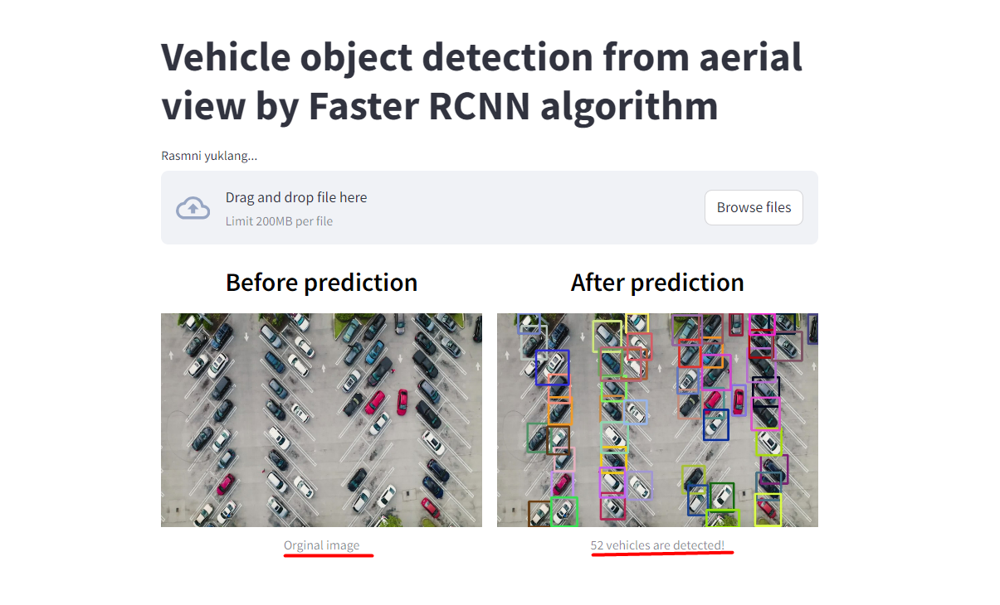 Vehicle object detection from aerial
view by Faster RCNN algorithm
Rasmni yuklang...
Drag and drop file here
Limit 200MB per file
Browse files
Before prediction
After prediction
Orginal image
52 vehicles are detected!